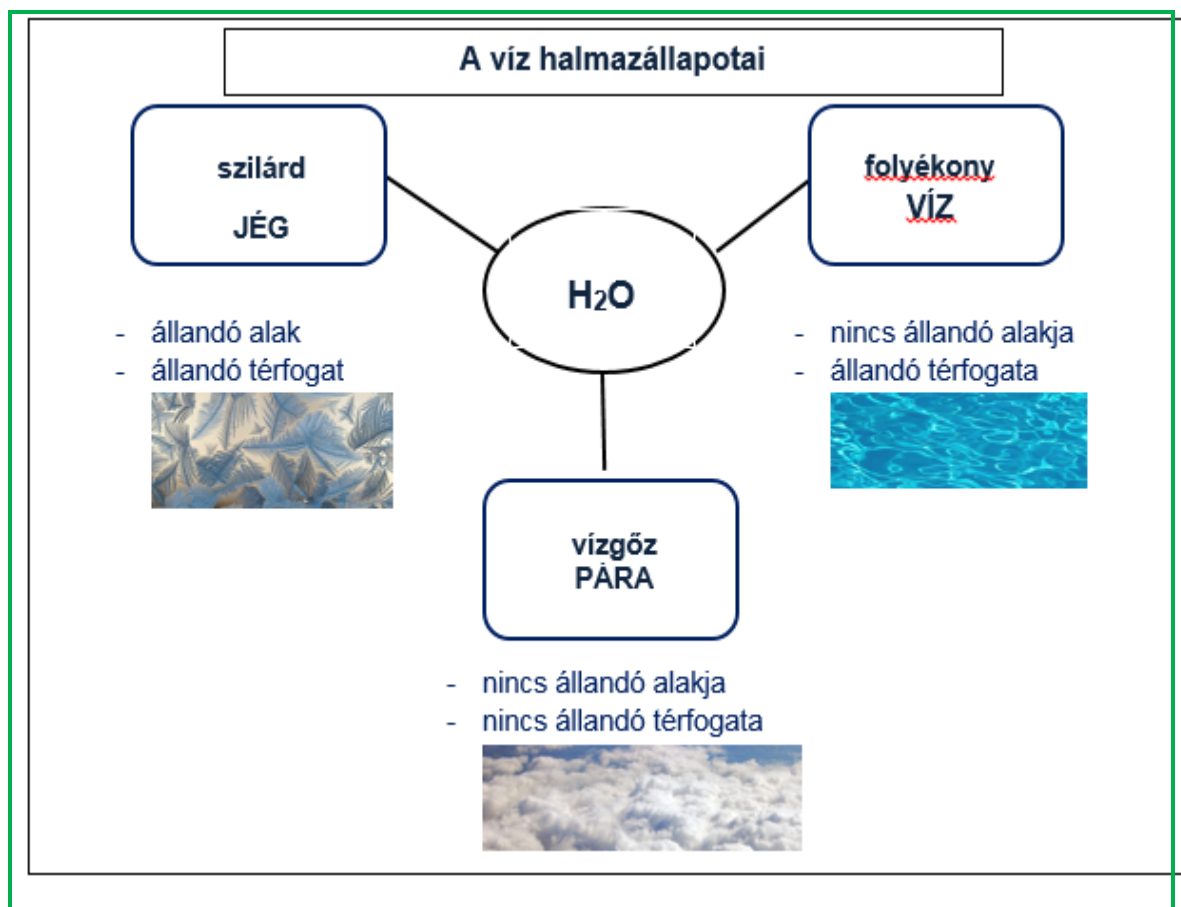 A víz halmazállapotai
szilárd
JÉG
folyékony
VÍZ
H₂O
- állandó alak
- állandó térfogat
- nincs állandó alakja
- állandó térfogata
vízgőz
PÁRA
- nincs állandó alakja
- nincs állandó térfogata